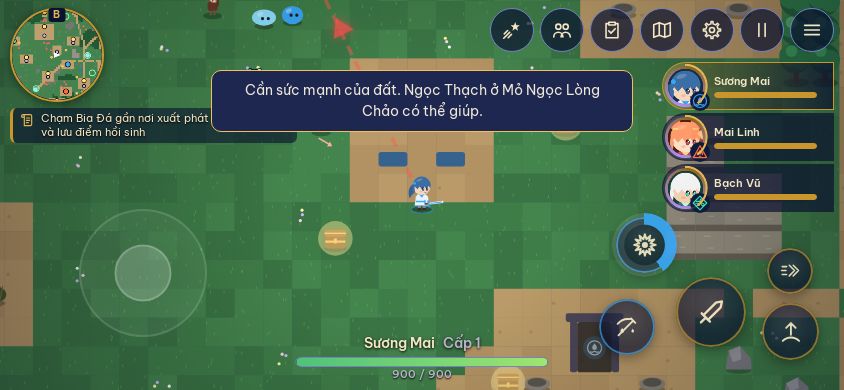 B
Cần sức mạnh của đất. Ngọc Thạch ở Mỏ Ngọc Lòng
Chảo có thể giúp.
Chạm Bia Đá gần nơi xuất phát
và lưu điểm hồi sinh
Sương Mai
Mai Linh
Bạch Vũ
Sương Mai Cấp 1
900 / 900